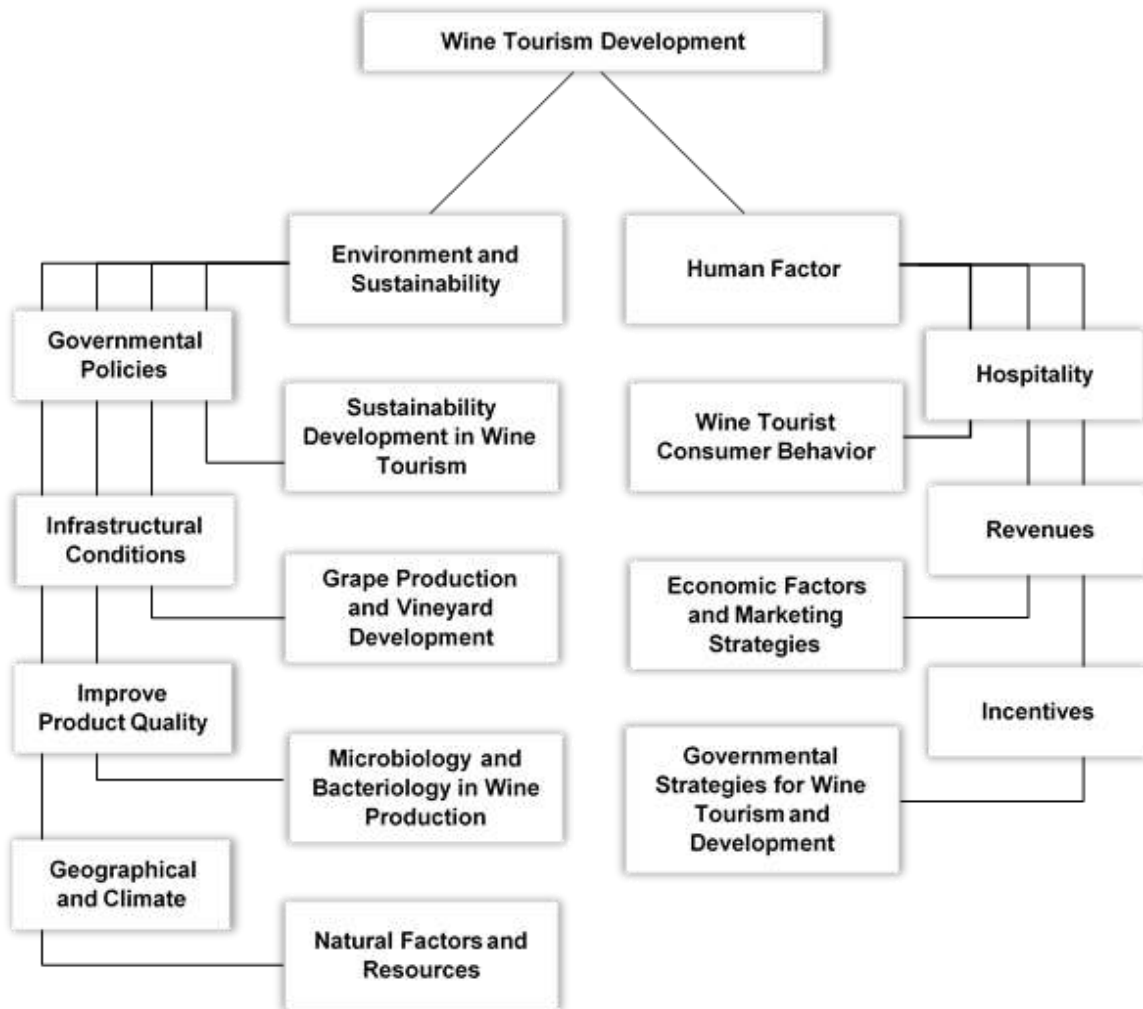 Wine Tourism Development
Environment and
Sustainability
Human Factor
Governmental
Policies
Hospitality
Sustainability
Development in Wine
Tourism
Wine Tourist
Consumer Behavior
Infrastructural
Conditions
Revenues
Grape Production
and Vineyard
Development
Economic Factors
and Marketing
Strategies
Improve
Product Quality
Incentives
Microbiology and
Bacteriology in Wine
Production
Governmental
Strategies for Wine
Tourism and
Development
Geographical
and Climate
Natural Factors and
Resources